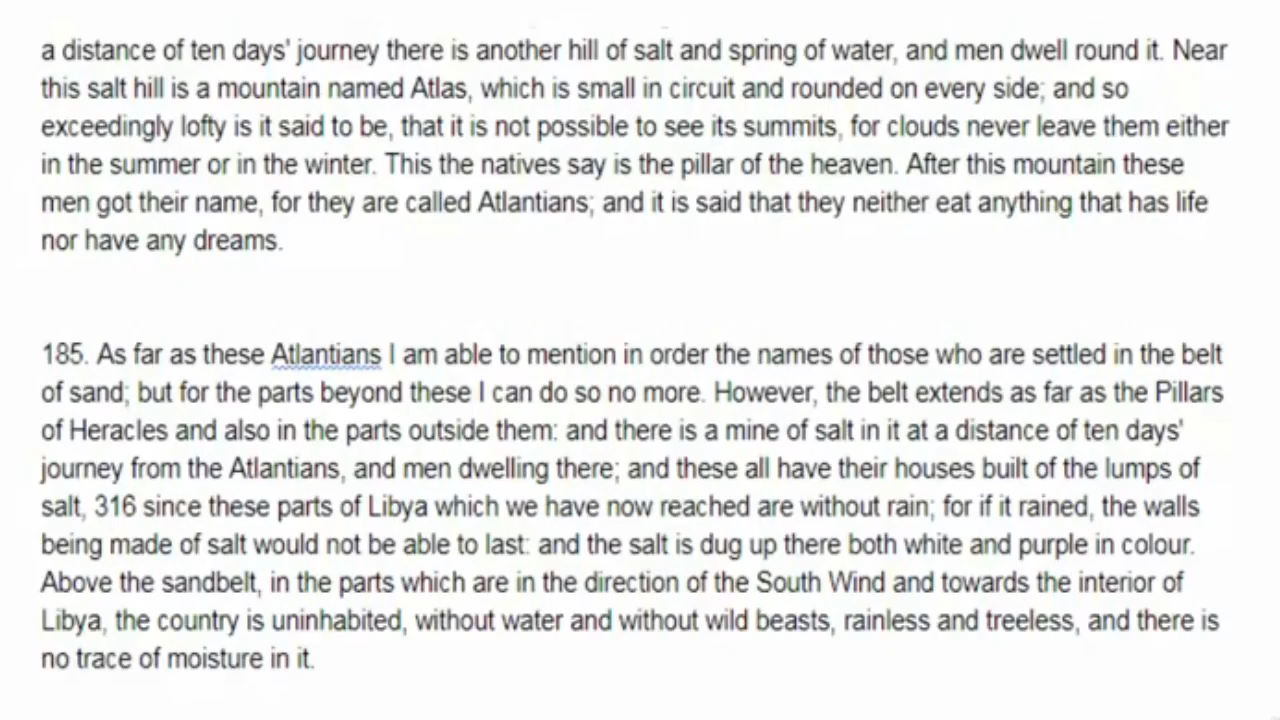 a distance of ten days' journey there is another hill of salt and spring of water, and men dwell round it. Near
this salt hill is a mountain named Atlas, which is small in circuit and rounded on every side; and so
exceedingly lofty is it said to be, that it is not possible to see its summits, for clouds never leave them either
in the summer or in the winter. This the natives say is the pillar of the heaven. After this mountain these
men got their name, for they are called Atlantians; and it is said that they neither eat anything that has life
nor have any dreams.
185. As far as these Atlantians I am able to mention in order the names of those who are settled in the belt
of sand; but for the parts beyond these I can do so no more. However, the belt extends as far as the Pillars
of Heracles and also in the parts outside them: and there is a mine of salt in it at a distance of ten days'
journey from the Atlantians, and men dwelling there; and these all have their houses built of the lumps of
salt, 316 since these parts of Libya which we have now reached are without rain; for if it rained, the walls
being made of salt would not be able to last: and the salt is dug up there both white and purple in colour.
Above the sandbelt, in the parts which are in the direction of the South Wind and towards the interior of
Libya, the country is uninhabited, without water and without wild beasts, rainless and treeless, and there is
no trace of moisture in it.